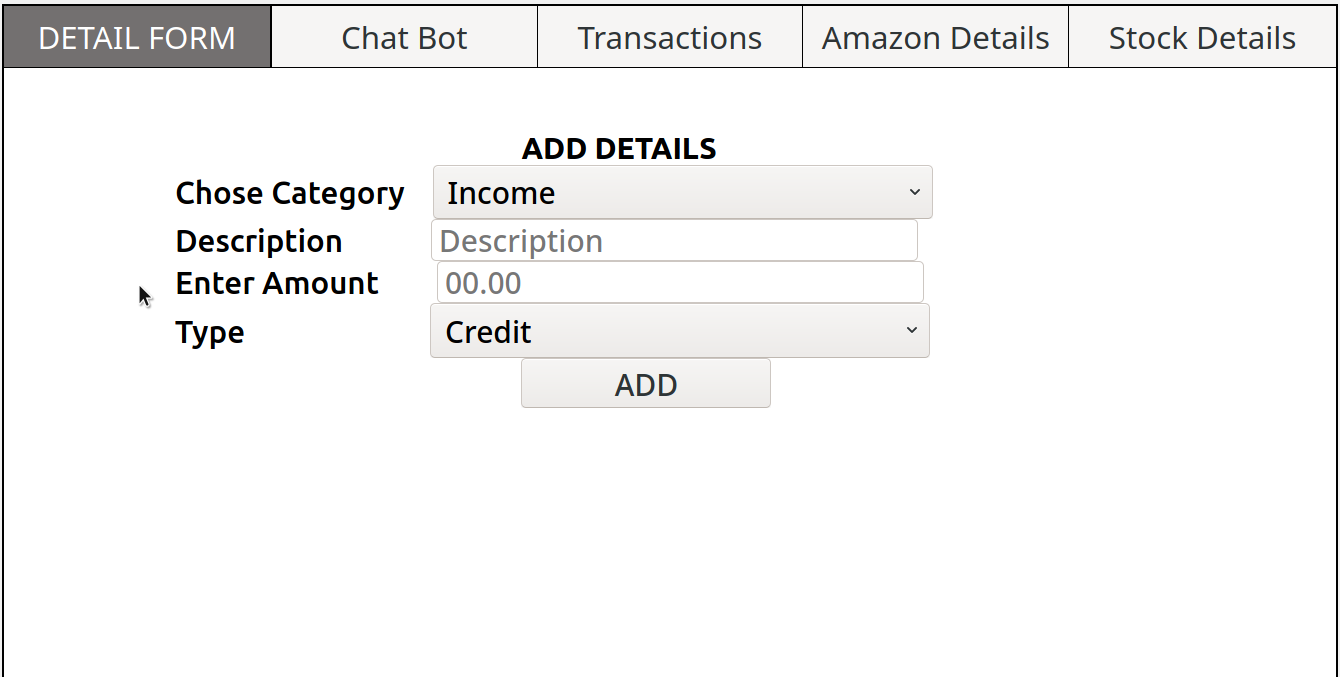 DETAIL FORM Chat Bot Transactions Amazon Details Stock Details
ADD DETAILS
Chose Category Income
Description Description
Enter Amount 00.00
Type Credit
ADD